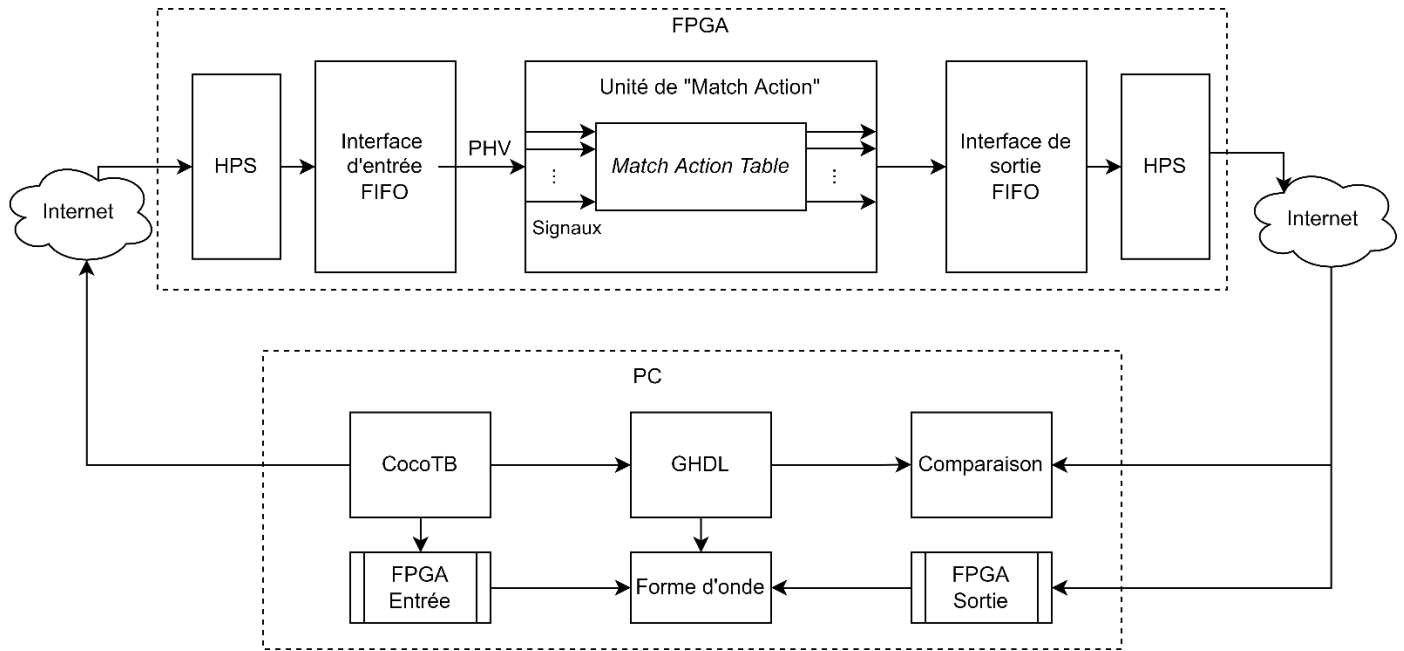 FPGA
HPS
Interface
d'entrée
FIFO
PHV
Unité de "Match Action"
Match Action Table
...
...
Signaux
Interface de
sortie
FIFO
HPS
Internet
Internet
PC
CocoTB
GHDL
Comparaison
FPGA
Entrée
Forme d'onde
FPGA
Sortie